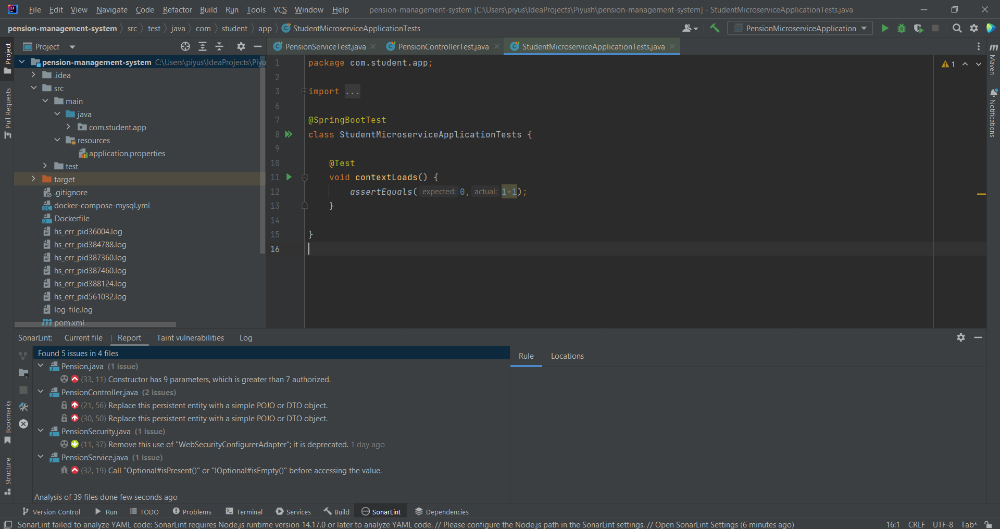 File Edit View Navigate Code Refactor Build Run Tools VCS Window Help pension-management-system [C:\Users\piyus\IdeaProjects\Piyush\pension-management-system] - StudentMicroserviceApplicationTests.java
pension-management-system src test java com student app StudentMicroserviceApplicationTests PensionMicroserviceApplication
Project
PensionServiceTest.java PensionControllerTest.java StudentMicroserviceApplicationTests.java
Project
Pull Requests
Bookmarks
Structure
Maven
Notifications
pension-management-system C:\Users\piyus\IdeaProjects\Piyu
.idea
src
main
java
com.student.app
resources
application.properties
test
target
.gitignore
docker-compose-mysql.yml
Dockerfile
hs_err_pid36004.log
hs_err_pid384788.log
hs_err_pid387360.log
hs_err_pid387460.log
hs_err_pid388124.log
hs_err_pid561032.log
log-file.log
pom.xml
1 package com.student.app;
2
3 import ...
6
7 @SpringBootTest
8 class StudentMicroserviceApplicationTests {
9
10 @Test
11 void contextLoads() {
12 assertEquals( expected: 0, actual: 1-1);
13 }
14
15 }
16
1
SonarLint: Current file Report Taint vulnerabilities Log
Found 5 issues in 4 files
Pension.java (1 issue)
(33, 11) Constructor has 9 parameters, which is greater than 7 authorized.
PensionController.java (2 issues)
(21, 56) Replace this persistent entity with a simple POJO or DTO object.
(30, 50) Replace this persistent entity with a simple POJO or DTO object.
PensionSecurity.java (1 issue)
(11, 37) Remove this use of "WebSecurityConfigurerAdapter"; it is deprecated. 1 day ago
PensionService.java (1 issue)
(32, 19) Call "Optional#isPresent()" or "!Optional#isEmpty()" before accessing the value.
Analysis of 39 files done few seconds ago
Rule Locations
Version Control Run TODO Problems Terminal Services Build SonarLint Dependencies
SonarLint failed to analyze YAML code: SonarLint requires Node.js runtime version 14.17.0 or later to analyze YAML code. // Please configure the Node.js path in the SonarLint settings. // Open SonarLint Settings (6 minutes ago) 16:1 CRLF UTF-8 Tab*